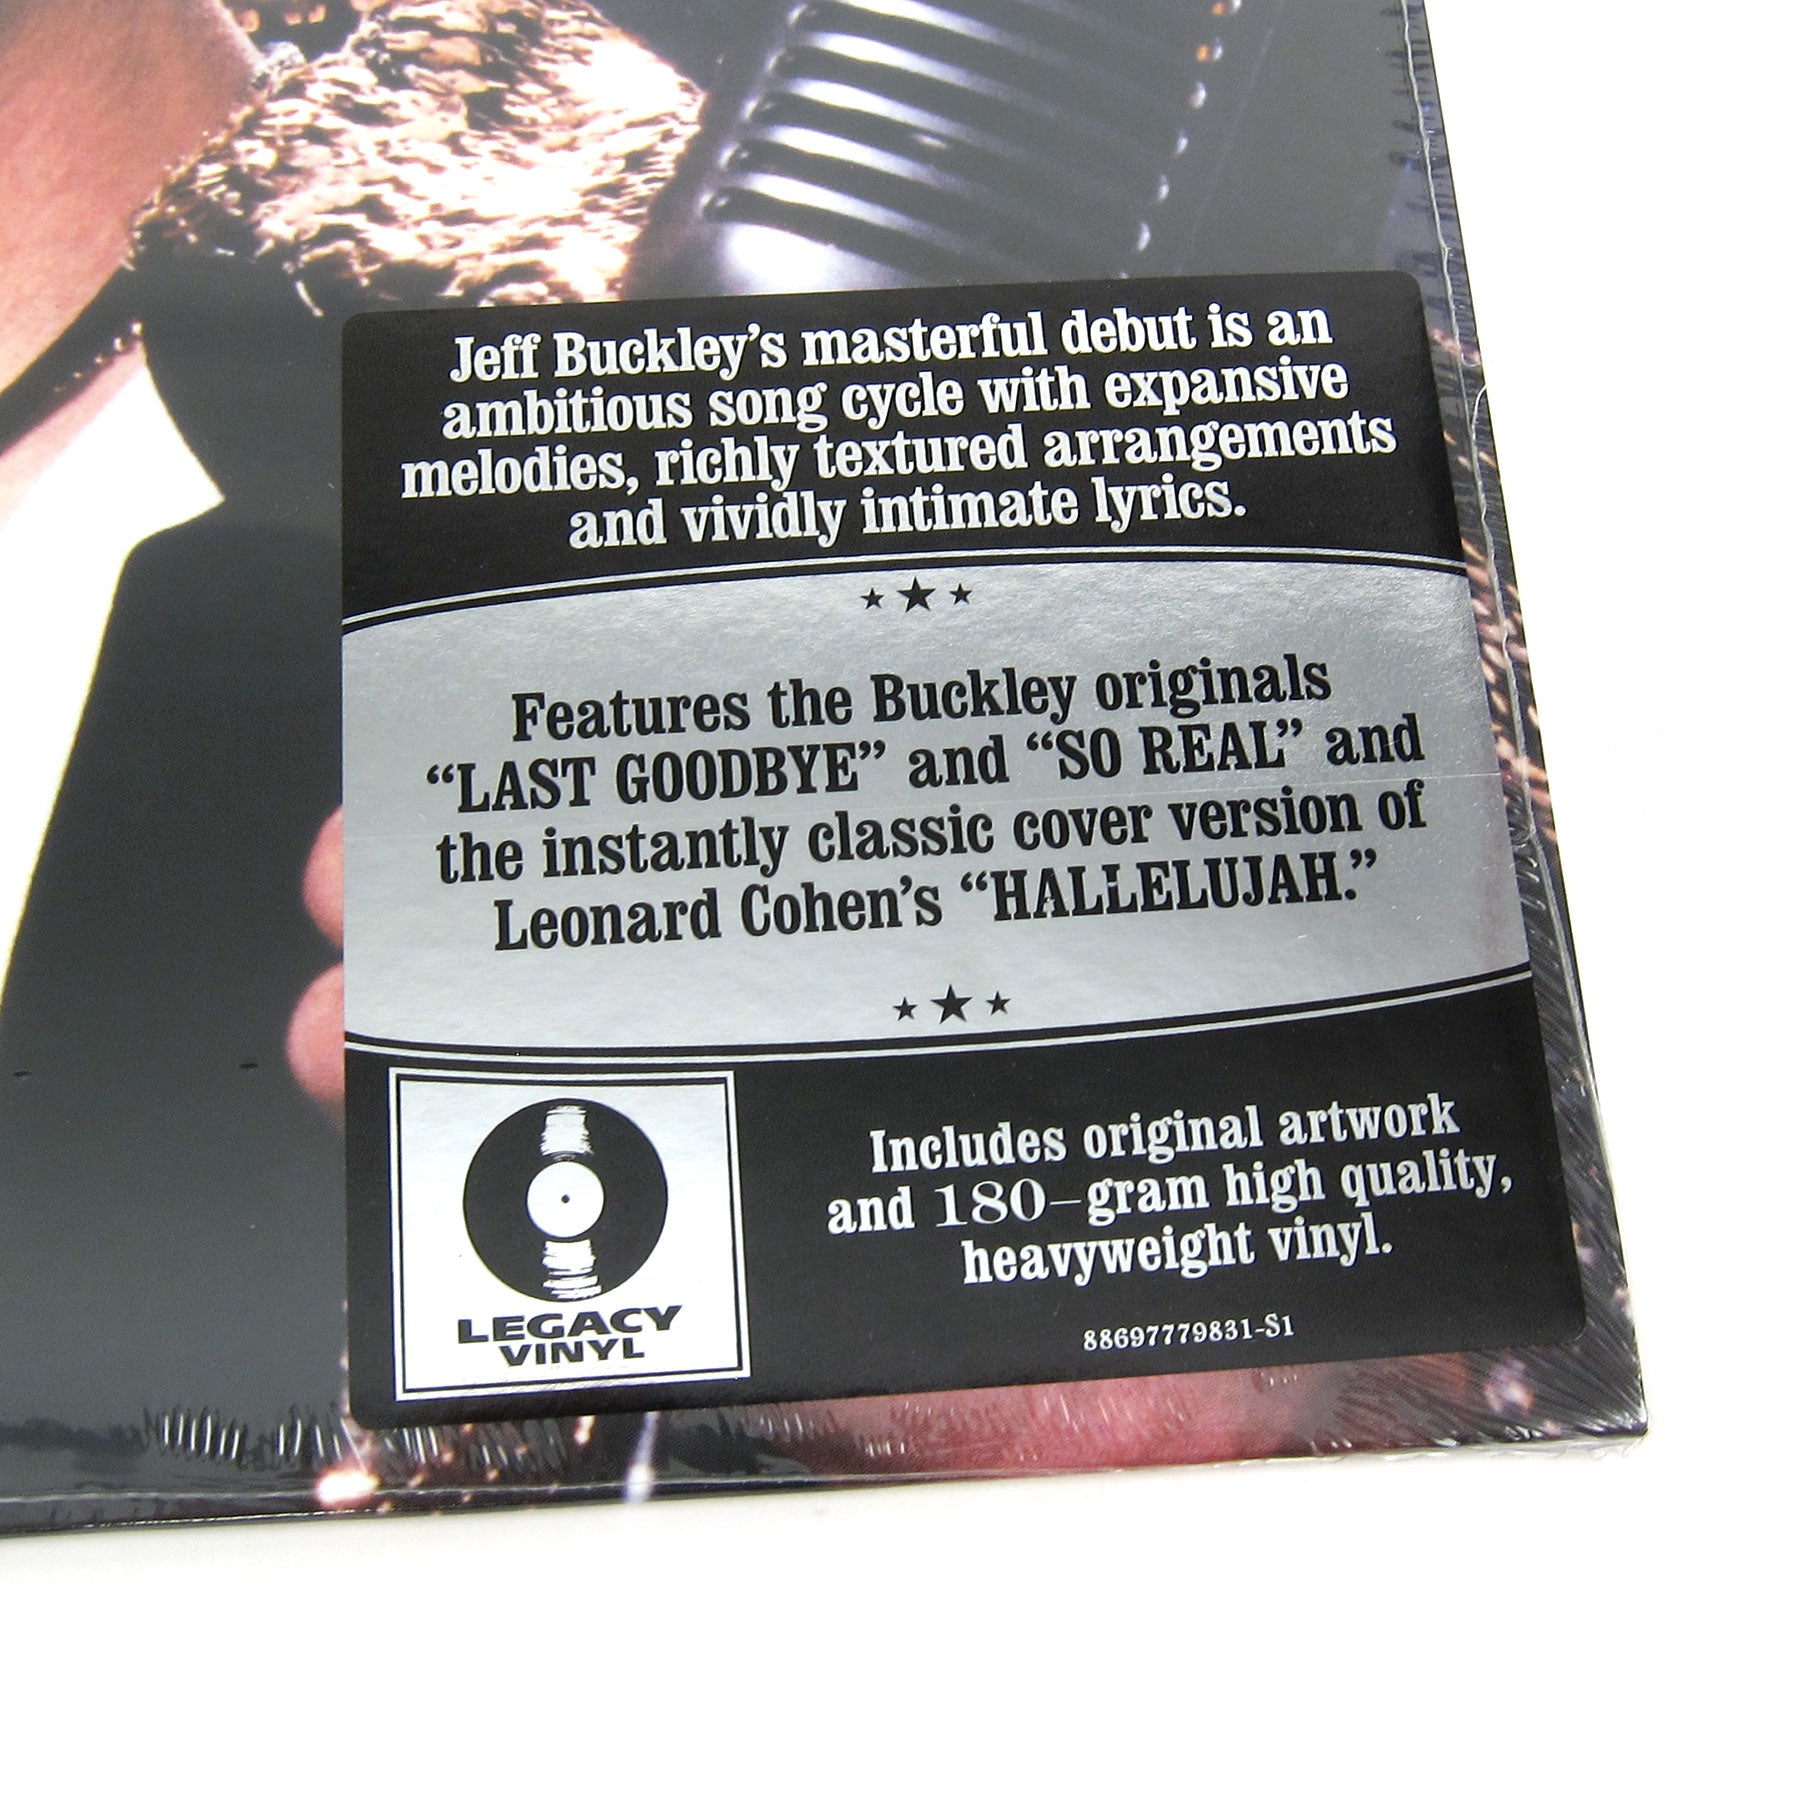 Jeff Buckley’s masterful debut is an
ambitious song cycle with expansive
melodies, richly textured arrangements
and vividly intimate lyrics.
Features the Buckley originals
“LAST GOODBYE” and “SO REAL” and
the instantly classic cover version of
Leonard Cohen’s “HALLELUJAH.”
LEGACY
VINYL
Includes original artwork
and 180-gram high quality,
heavyweight vinyl.
88697779831-S1